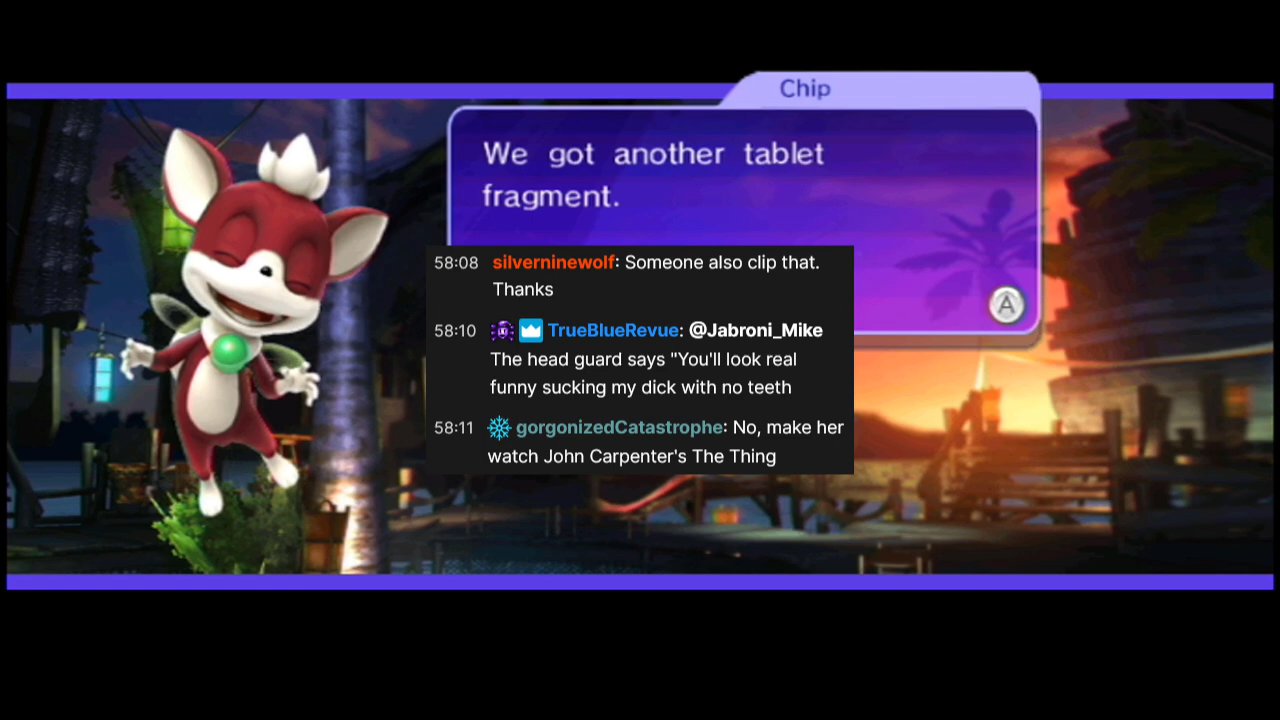 Chip
We got another tablet
fragment.
A
58:08 silverninewolf: Someone also clip that.
Thanks
58:10 TrueBlueRevue: @Jabroni_Mike
The head guard says "You'll look real
funny sucking my dick with no teeth
58:11 gorgonizedCatastrophe: No, make her
watch John Carpenter's The Thing